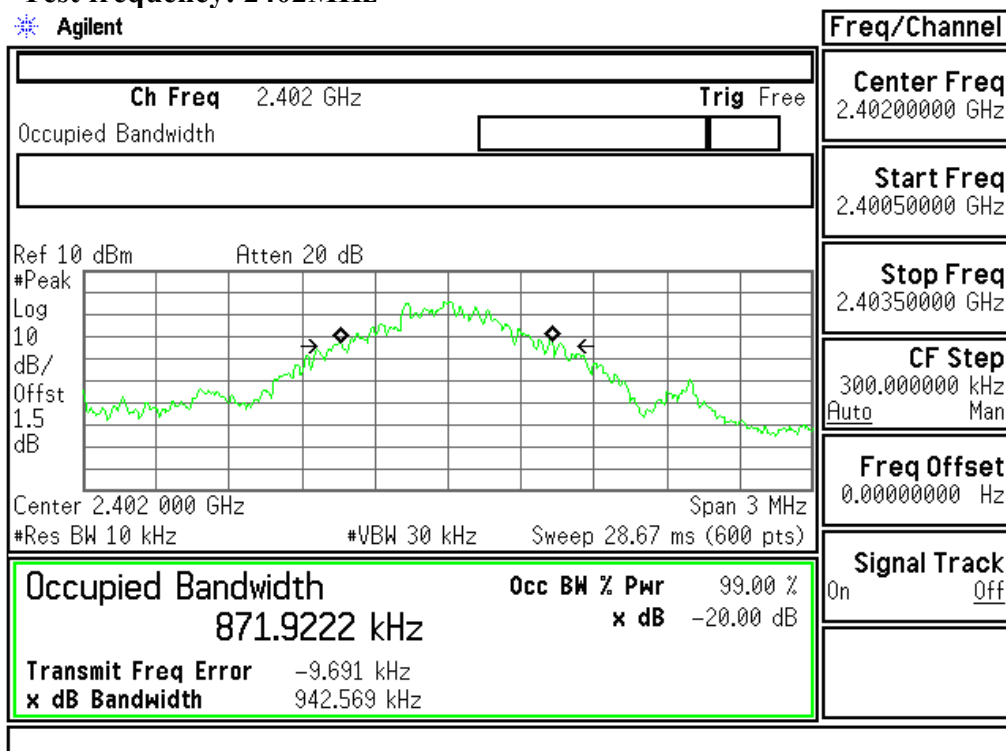 Test frequency: 2402MHz
Agilent
Freq/Channel
Ch Freq 2.402 GHz Trig Free
Occupied Bandwidth
Center Freq
2.40200000 GHz
Start Freq
2.40050000 GHz
Stop Freq
2.40350000 GHz
CF Step
300.000000 kHz
Auto Man
Freq Offset
0.00000000 Hz
Signal Track
On Off
Ref 10 dBm Atten 20 dB
#Peak
Log
10
dB/
Offst
1.5
dB
Center 2.402 000 GHz Span 3 MHz
#Res BW 10 kHz #VBW 30 kHz Sweep 28.67 ms (600 pts)
Occupied Bandwidth
871.9222 kHz
Occ BW % Pwr 99.00 %
x dB -20.00 dB
Transmit Freq Error -9.691 kHz
x dB Bandwidth 942.569 kHz